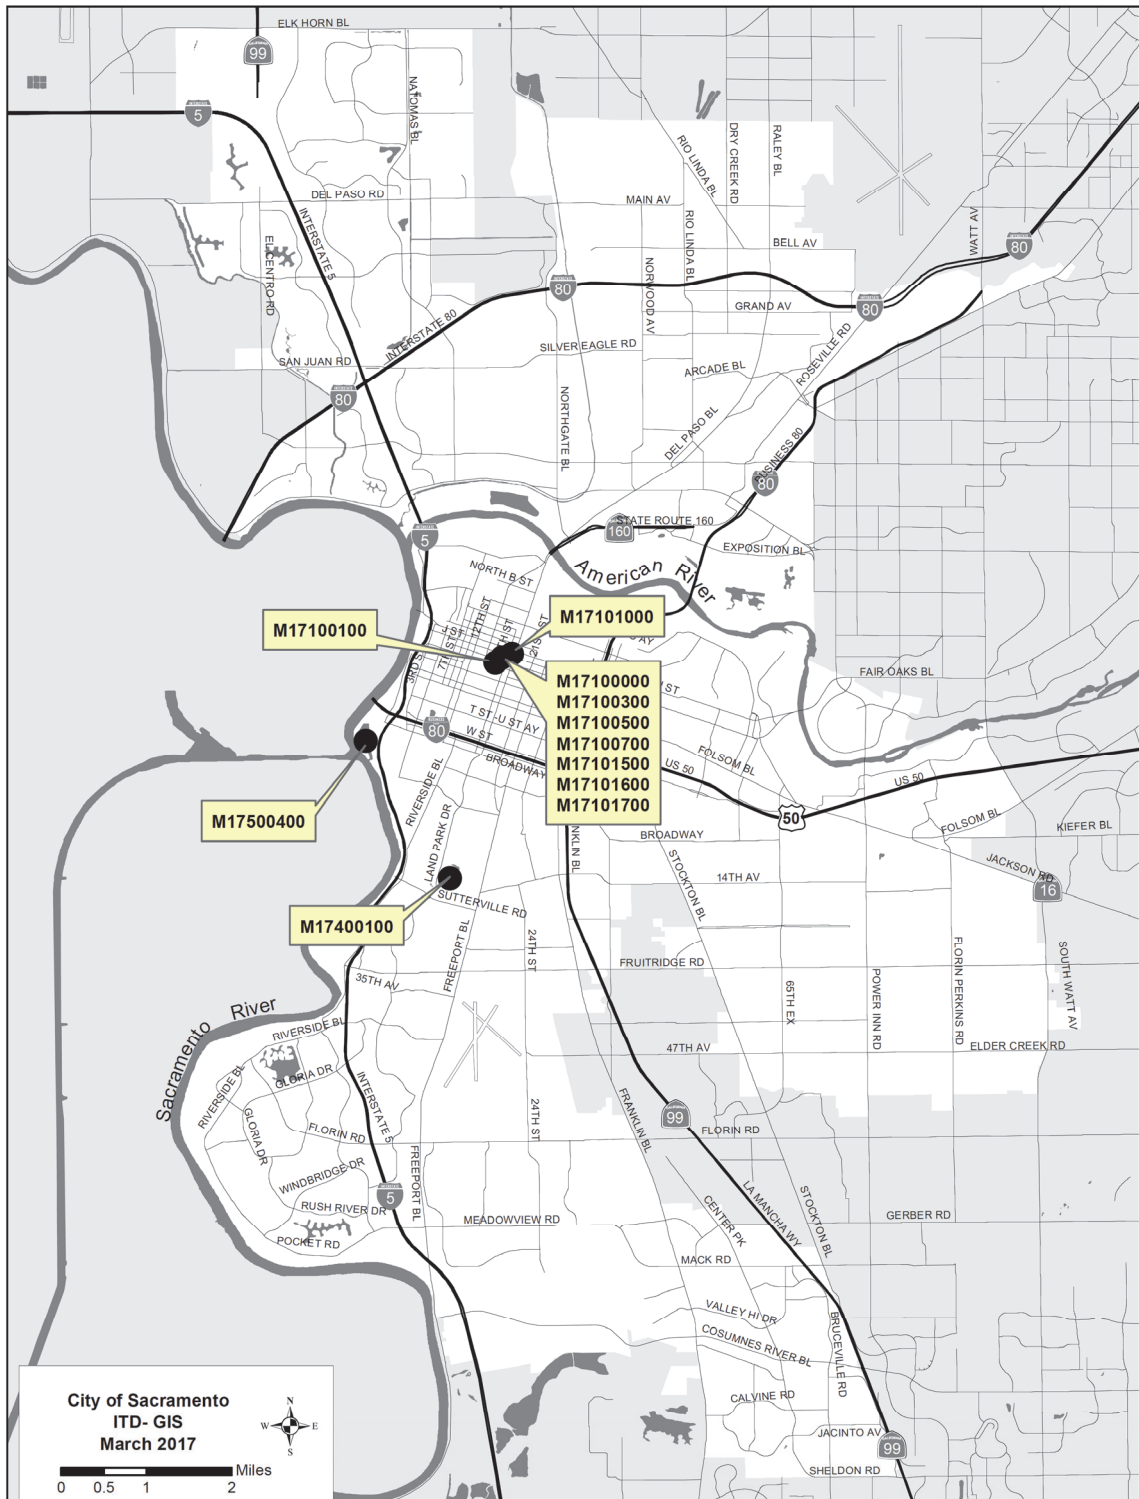 ELK HORN BL
99
5
NATOMAS BL
RIO LINDA BL
DRY CREEK RD
RALEY BL
DEL PASO RD
MAIN AV
INTERSTATE 5
EL CENTRO RD
RIO LINDA BL
BELL AV
WATT AV
80
NORWOOD AV
80
GRAND AV
80
INTERSTATE 80
SILVER EAGLE RD
ROSEVILLE RD
SAN JUAN RD
ARCADE BL
80
NORTHGATE BL
DEL PASO BL
BUSINESS 80
80
STATE ROUTE 160
160
5
EXPOSITION BL
NORTH B ST
American River
12TH ST
M17101000
M17100100
J ST
7TH ST
21ST ST
3RD ST
FAIR OAKS BL
M17100000
M17100300
M17100500
M17100700
M17101500
M17101600
M17101700
T ST -U ST AY
W ST
80
BROADWAY
FOLSOM BL
US 50
US 50
RIVERSIDE BL
M17500400
50
FOLSOM BL
KIEFER BL
BROADWAY
LAND PARK DR
STOCKTON BL
JACKSON RD
14TH AV
16
SUTTERVILLE RD
M17400100
FREEPORT BL
24TH ST
FRUITRIDGE RD
35TH AV
65TH EX
POWER INN RD
FLORIN PERKINS RD
SOUTH WATT AV
Sacramento River
RIVERSIDE BL
47TH AV
ELDER CREEK RD
GLORIA DR
RIVERSIDE BL
INTERSTATE 5
24TH ST
FRANKLIN BL
99
GLORIA DR
FLORIN RD
FLORIN RD
FREEPORT BL
WINDBRIDGE DR
5
RUSH RIVER DR
LA MANCHA WY
STOCKTON BL
CENTER PK
MEADOWVIEW RD
GERBER RD
POCKET RD
MACK RD
VALLEY HI DR
COSUMNES RIVER BL
BRUCEVILLE RD
CALVINE RD
JACINTO AV
99
SHELDON RD
City of Sacramento
ITD- GIS
March 2017
N
W E
S
Miles
0 0.5 1 2